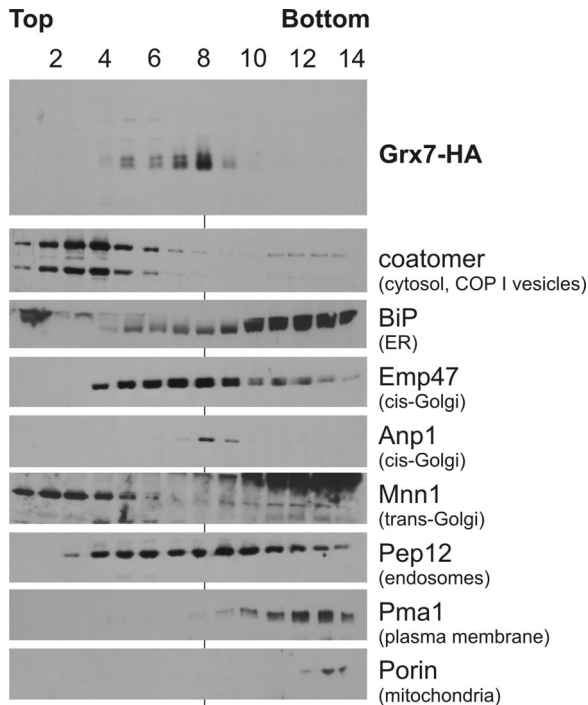 Top Bottom
2 4 6 8 10 12 14
Grx7-HA
coatomer
(cytosol, COP I vesicles)
BiP
(ER)
Emp47
(cis-Golgi)
Anp1
(cis-Golgi)
Mnn1
(trans-Golgi)
Pep12
(endosomes)
Pma1
(plasma membrane)
Porin
(mitochondria)